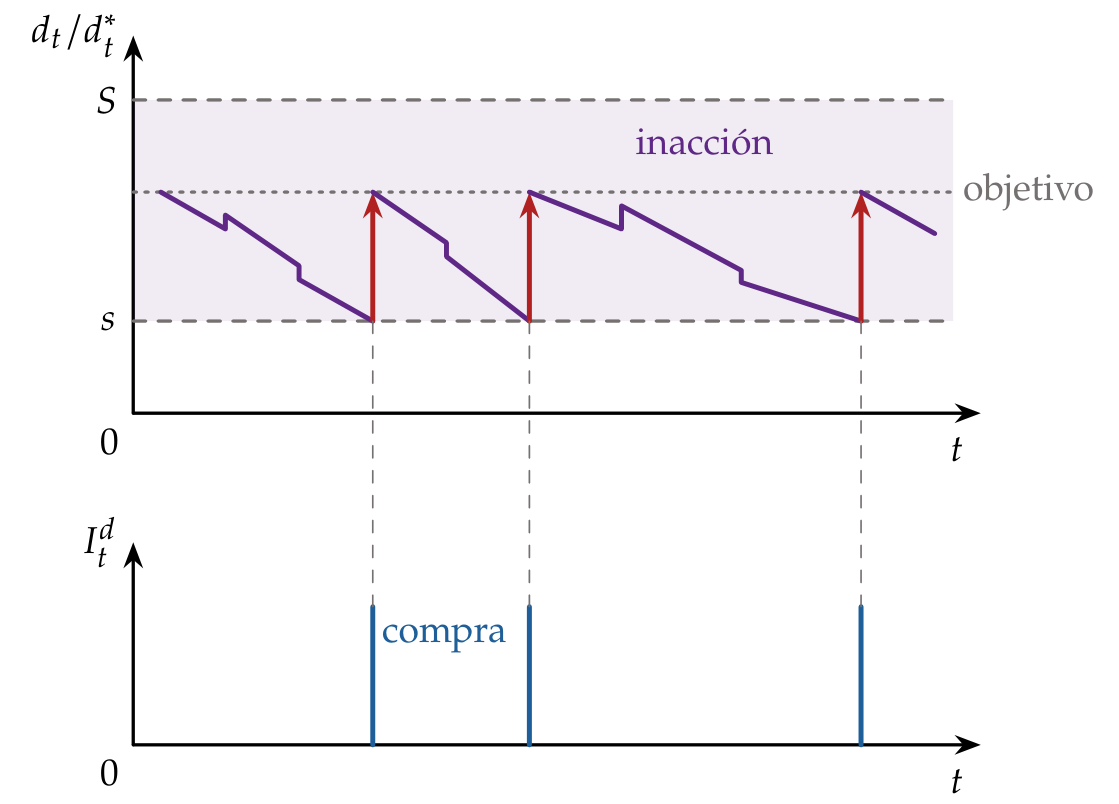 d_t/d_t^*
S
inacción
objetivo
s
0
t
I_t^d
compra
0
t